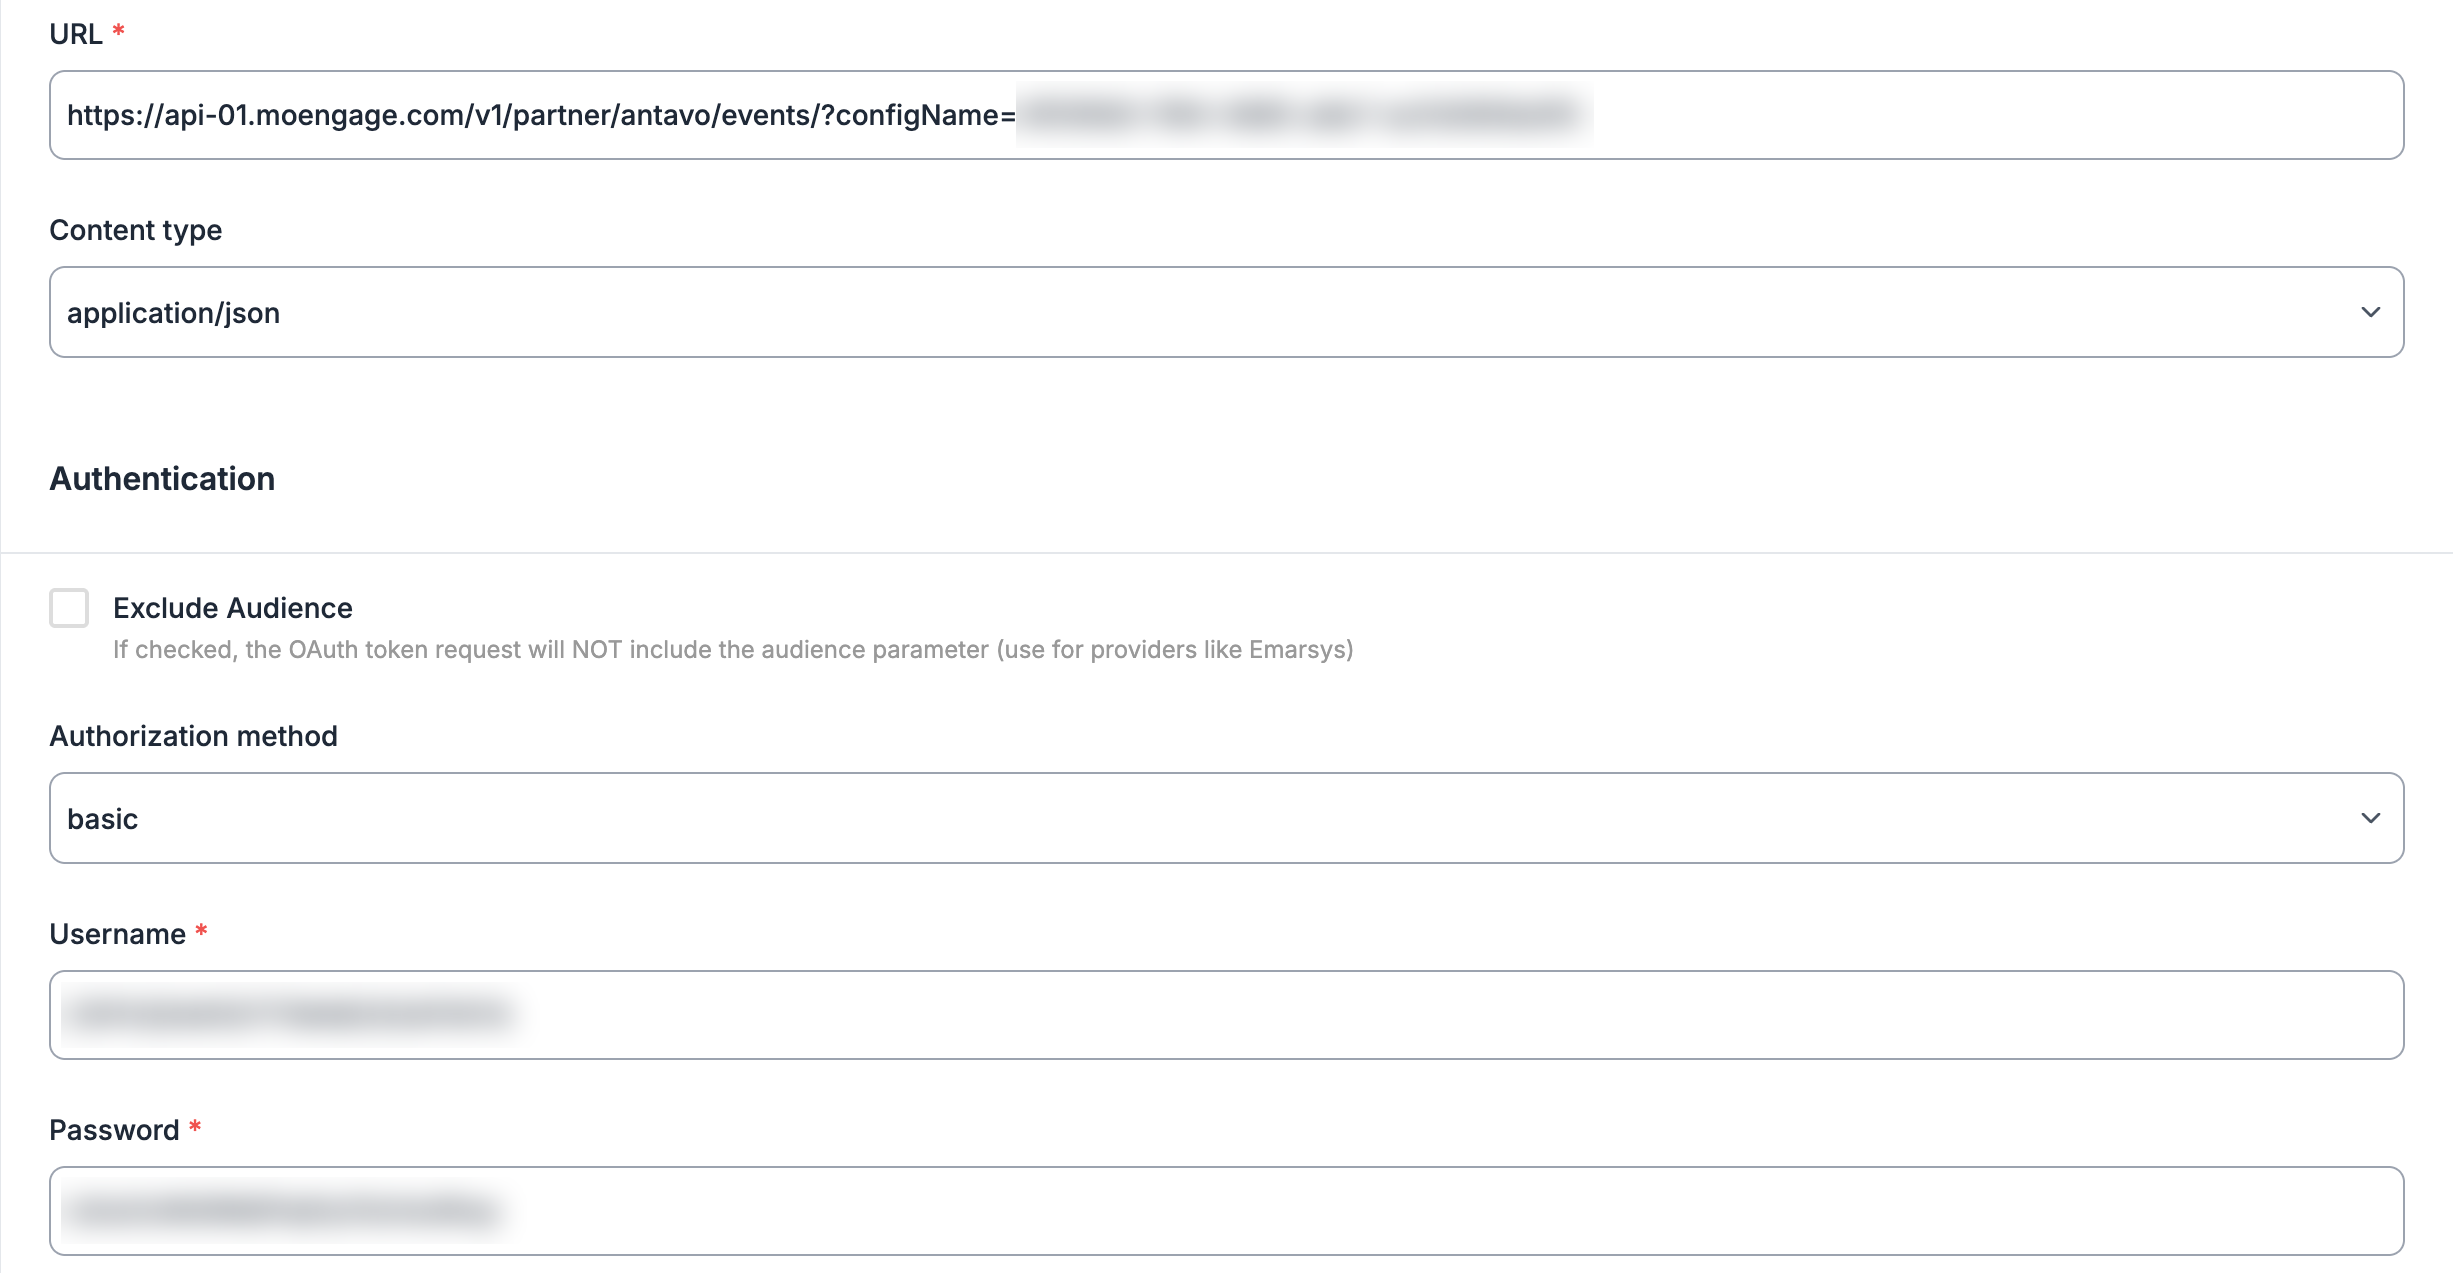 URL *
https://api-01.moengage.com/v1/partner/antavo/events/?configName=
Content type
application/json
Authentication
Exclude Audience
If checked, the OAuth token request will NOT include the audience parameter (use for providers like Emarsys)
Authorization method
basic
Username *
Password *